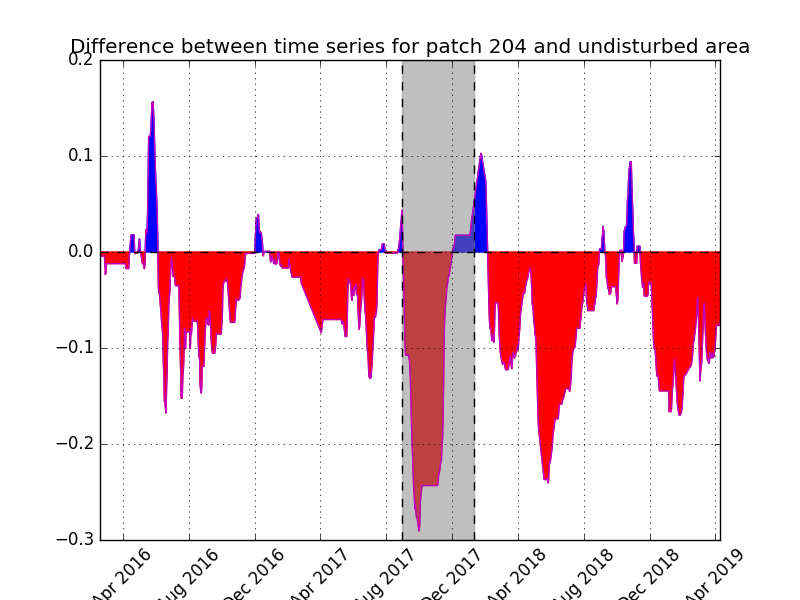 Difference between time series for patch 204 and undisturbed area
0.2
0.1
0.0
−0.1
−0.2
−0.3
Apr 2016
Aug 2016
Dec 2016
Apr 2017
Aug 2017
Dec 2017
Apr 2018
Aug 2018
Dec 2018
Apr 2019